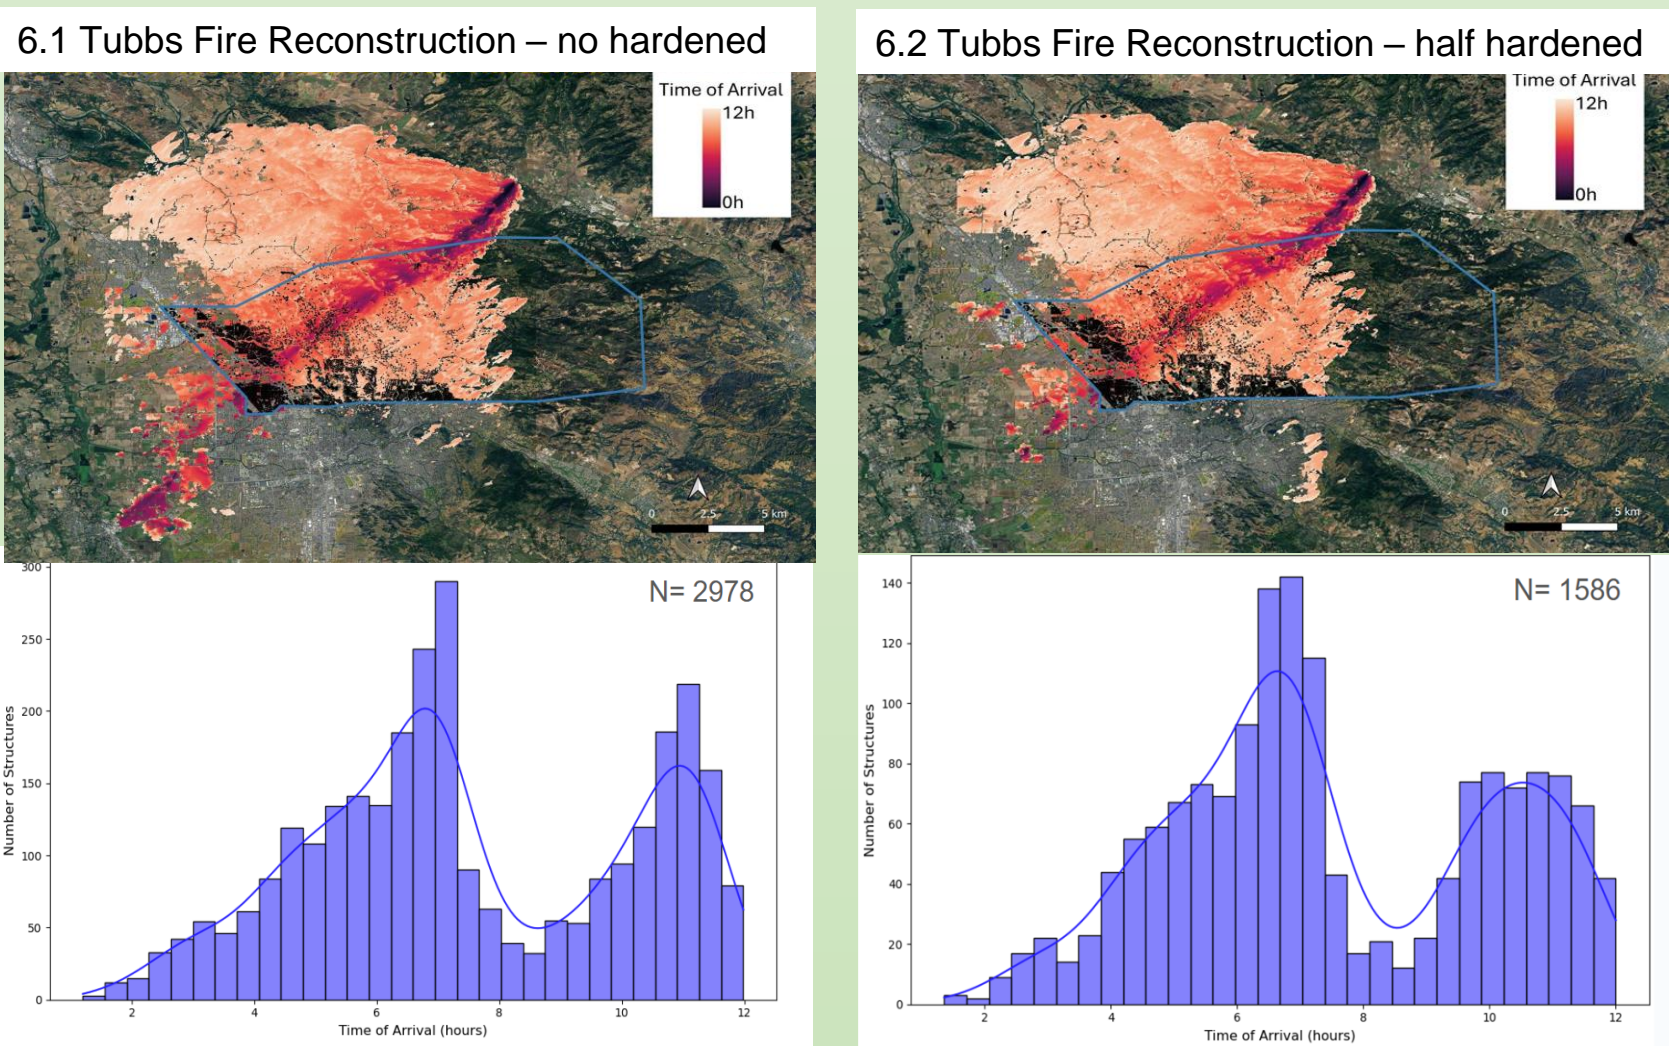 6.1 Tubbs Fire Reconstruction – no hardened
Time of Arrival
12h
0h
0 2.5 5 km
N= 2978
300
250
200
150
100
50
0
Number of Structures
2 4 6 8 10 12
Time of Arrival (hours)
6.2 Tubbs Fire Reconstruction – half hardened
Time of Arrival
12h
0h
0 2.5 5 km
N= 1586
140
120
100
80
60
40
20
0
Number of Structures
2 4 6 8 10 12
Time of Arrival (hours)